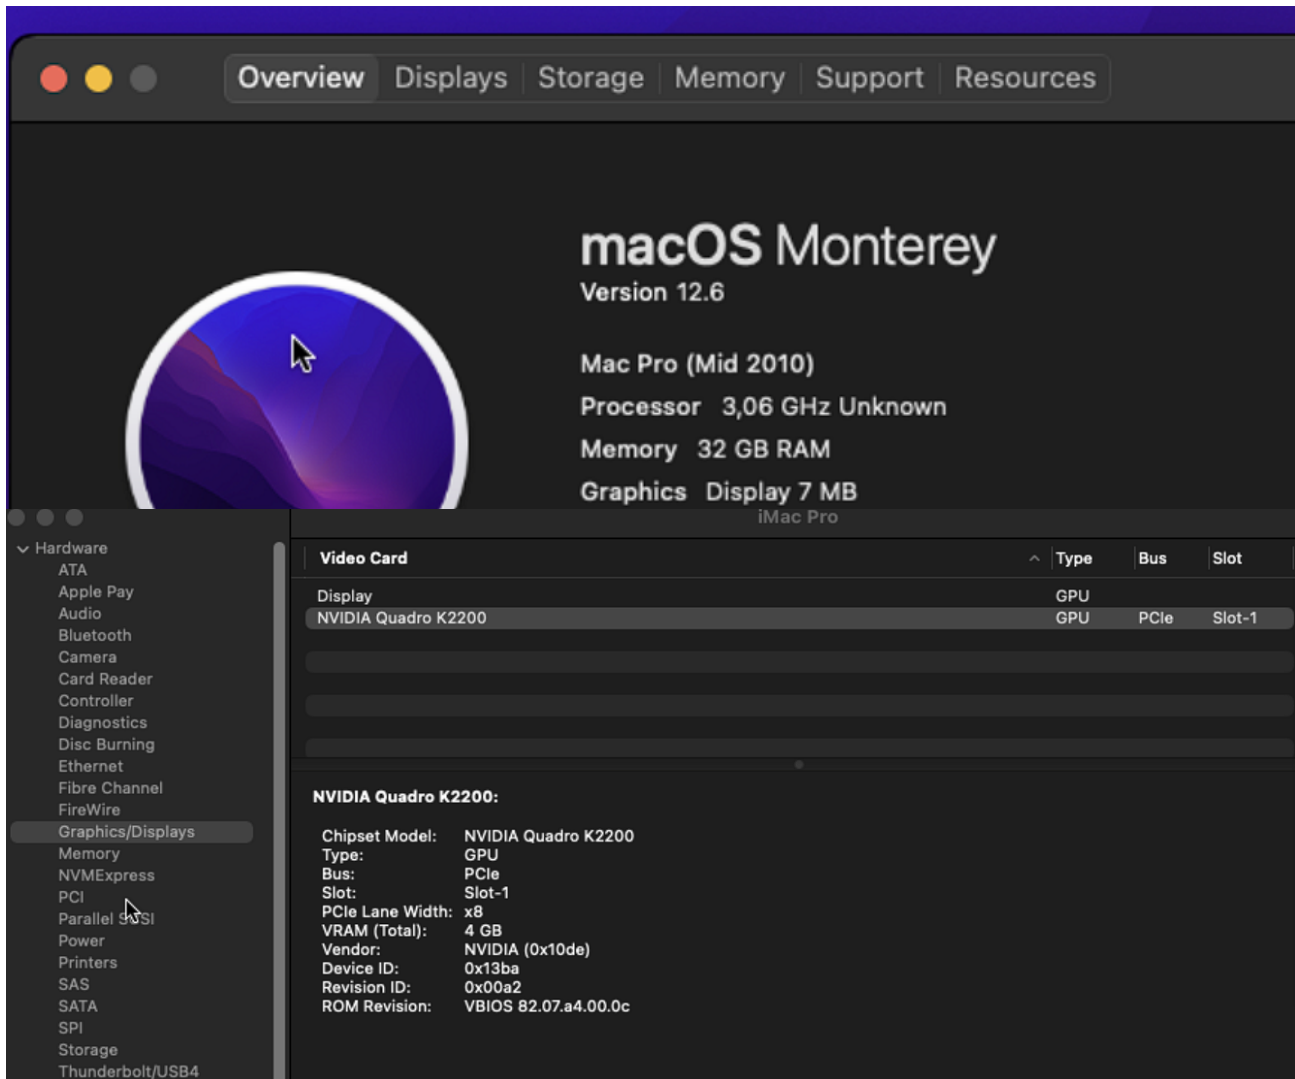 Overview Displays Storage Memory Support Resources
macOS Monterey
Version 12.6
Mac Pro (Mid 2010)
Processor 3,06 GHz Unknown
Memory 32 GB RAM
Graphics Display 7 MB
iMac Pro
Hardware
ATA
Apple Pay
Audio
Bluetooth
Camera
Card Reader
Controller
Diagnostics
Disc Burning
Ethernet
Fibre Channel
FireWire
Graphics/Displays
Memory
NVMExpress
PCI
Parallel SCSI
Power
Printers
SAS
SATA
SPI
Storage
Thunderbolt/USB4
Video Card Type Bus Slot
Display GPU
NVIDIA Quadro K2200 GPU PCIe Slot-1
NVIDIA Quadro K2200:
Chipset Model: NVIDIA Quadro K2200
Type: GPU
Bus: PCIe
Slot: Slot-1
PCIe Lane Width: x8
VRAM (Total): 4 GB
Vendor: NVIDIA (0x10de)
Device ID: 0x13ba
Revision ID: 0x00a2
ROM Revision: VBIOS 82.07.a4.00.0c